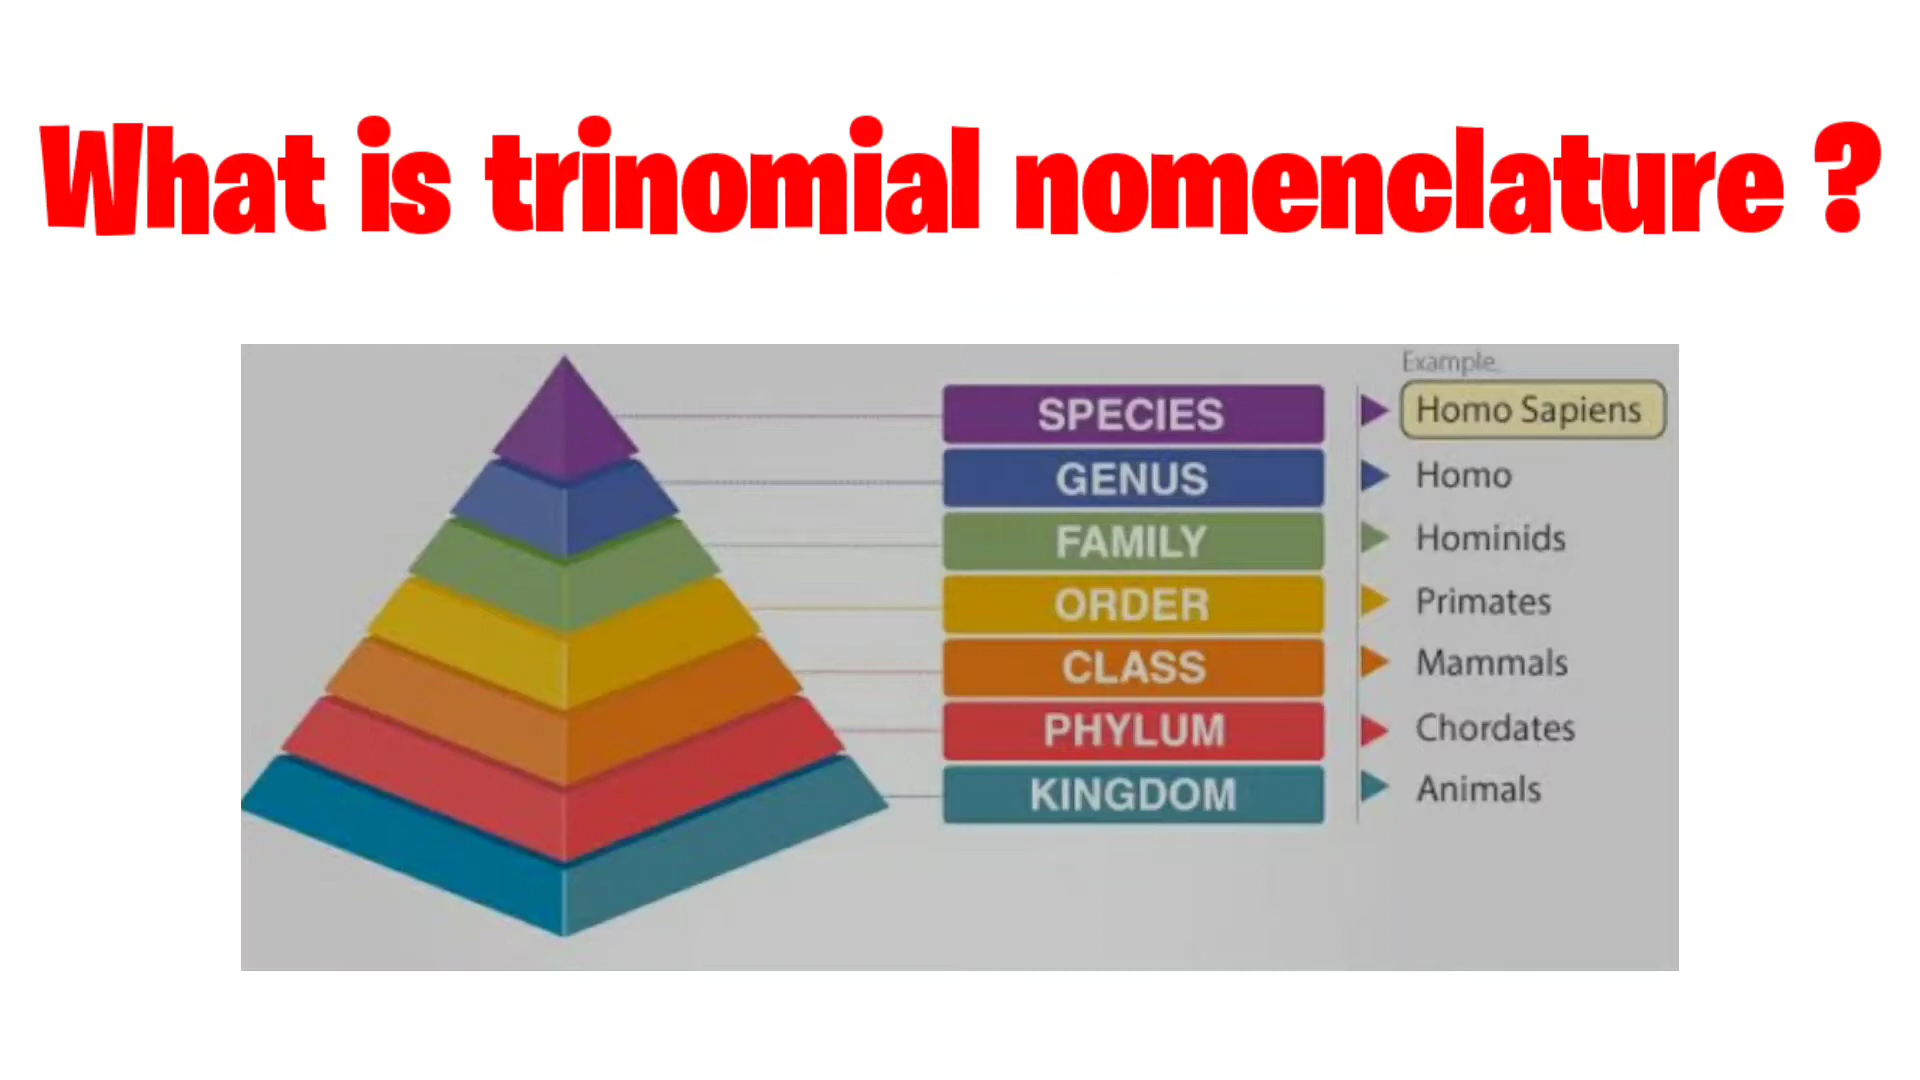 What is trinomial nomenclature ?
Example.
SPECIES Homo Sapiens
GENUS Homo
FAMILY Hominids
ORDER Primates
CLASS Mammals
PHYLUM Chordates
KINGDOM Animals